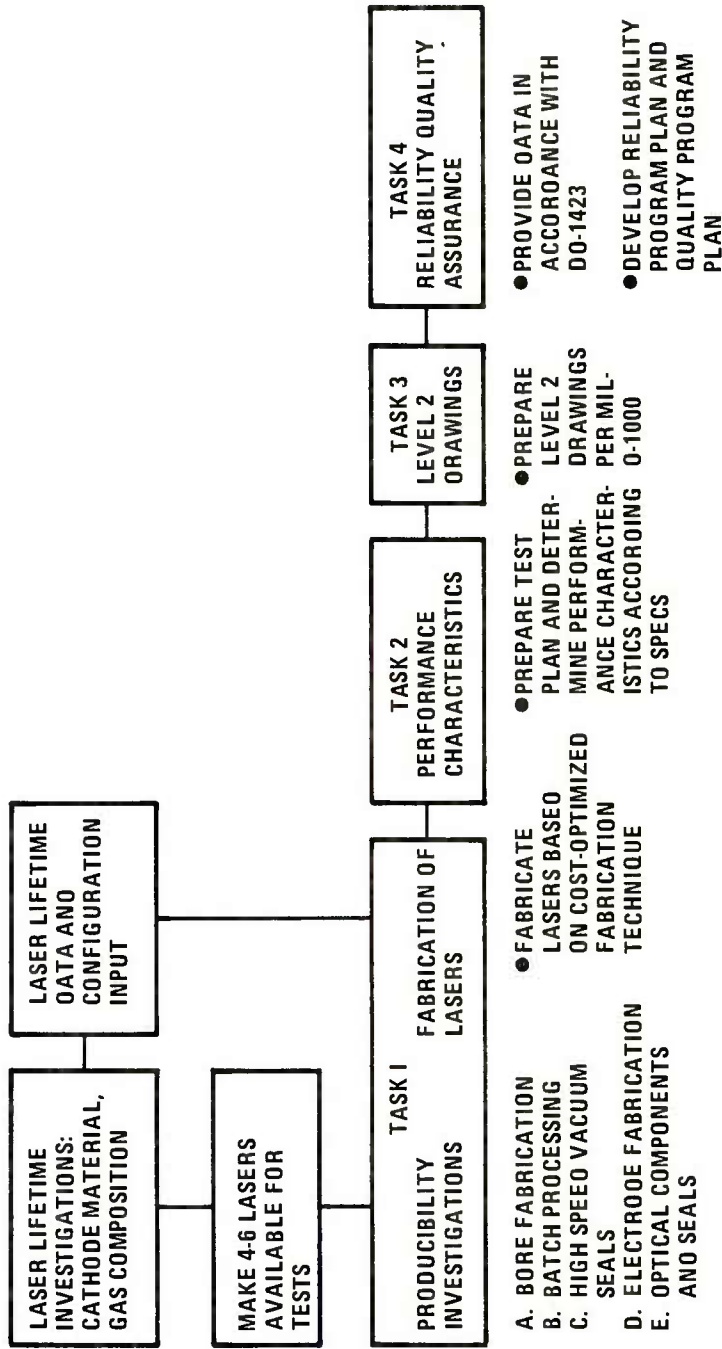 LASER LIFETIME
INVESTIGATIONS:
CATHODE MATERIAL,
GAS COMPOSITION
LASER LIFETIME
OATA ANO
CONFIGURATION
INPUT
MAKE 4-6 LASERS
AVAILABLE FOR
TESTS
TASK I
PRODUCIBILITY
INVESTIGATIONS
FABRICATION OF
LASERS
TASK 2
PERFORMANCE
CHARACTERISTICS
TASK 3
LEVEL 2
ORAWINGS
TASK 4
RELIABILITY QUALITY
ASSURANCE
A. BORE FABRICATION
B. BATCH PROCESSING
C. HIGH SPEEO VACUUM
SEALS
D. ELECTROOE FABRICATION
E. OPTICAL COMPONENTS
ANO SEALS
●FABRICATE
LASERS BASEO
ON COST-OPTIMIZED
FABRICATION
TECHNIQUE
●PREPARE TEST
PLAN AND DETER-
MINE PERFORM-
ANCE CHARACTER-
ISTICS ACCOROING
TO SPECS
●PREPARE
LEVEL 2
DRAWINGS
PER MIL-
O-1000
●PROVIDE DATA IN
ACCOROANCE WITH
DO-1423
●DEVELOP RELIABILITY
PROGRAM PLAN AND
QUALITY PROGRAM
PLAN